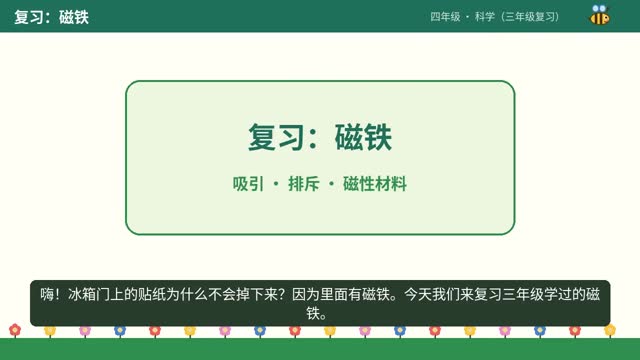 复习：磁铁
四年级 • 科学（三年级复习）
复习：磁铁
吸引 • 排斥 • 磁性材料
嗨！冰箱门上的贴纸为什么不会掉下来？因为里面有磁铁。今天我们来复习三年级学过的磁
铁。